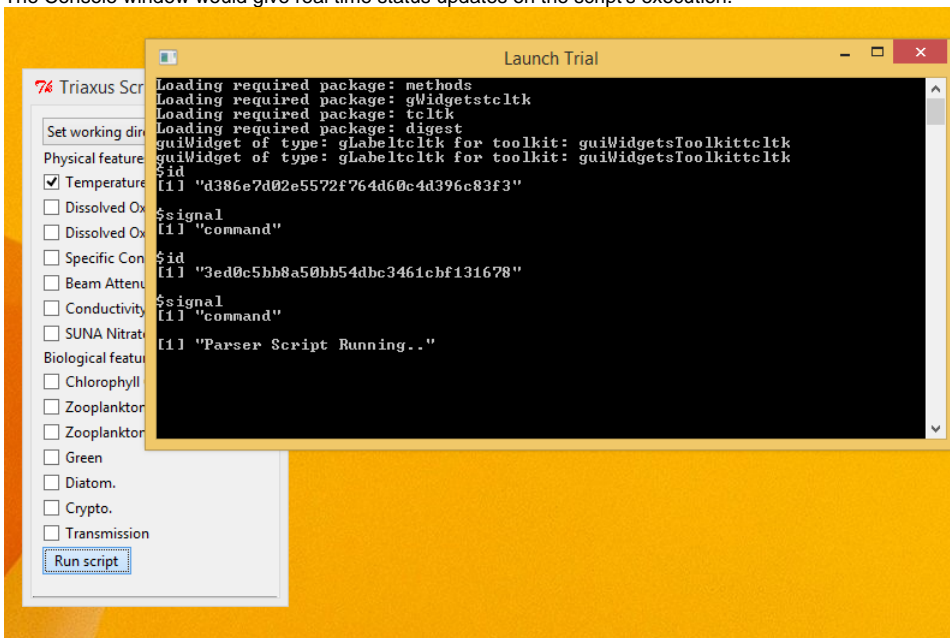 The Console window would give real time status updates on the script's execution.
Launch Trial
Triaxus Scr
Set working dire
Physical feature
Temperature
Dissolved Ox
Dissolved Ox
Specific Con
Beam Attenu
Conductivity
SUNA Nitrate
Biological featu
Chlorophyll
Zooplankton
Zooplankton
Green
Diatom.
Crypto.
Transmission
Run script
Loading required package: methods
Loading required package: gWidgetstcltk
Loading required package: tcltk
Loading required package: digest
guiWidget of type: gLabeltcltk for toolkit: guiWidgetsToolkittcltk
guiWidget of type: gLabeltcltk for toolkit: guiWidgetsToolkittcltk
$id
[1] "d386e7d02e5572f764d60c4d396c83f3"
$signal
[1] "command"
$id
[1] "3ed0c5bb8a50bb54dbc3461cbf131678"
$signal
[1] "command"
[1] "Parser Script Running.."